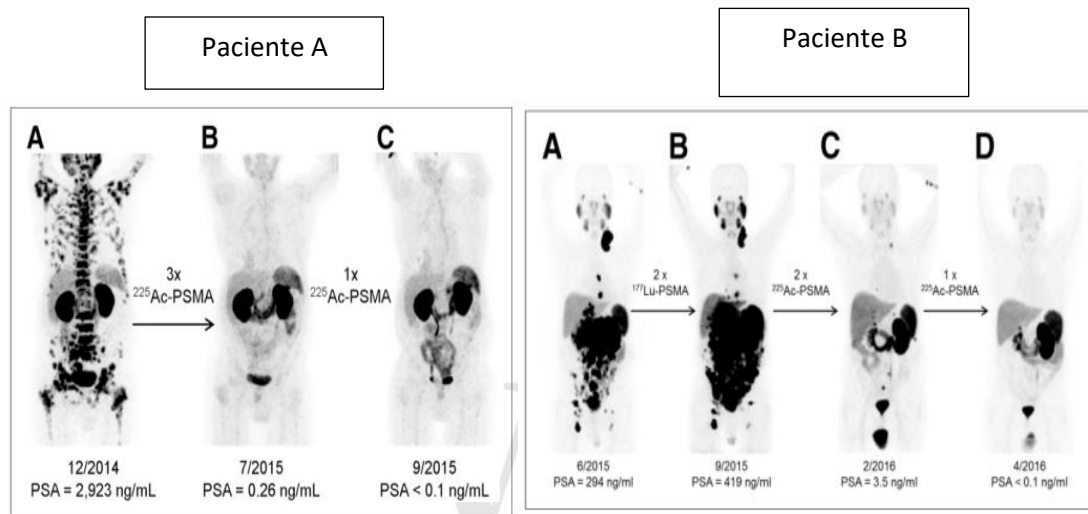 Paciente A
Paciente B
A
B
C
3x
225Ac-PSMA
1x
225Ac-PSMA
12/2014
PSA = 2,923 ng/mL
7/2015
PSA = 0.26 ng/mL
9/2015
PSA < 0.1 ng/mL
A
B
C
D
2 x
177Lu-PSMA
2 x
225Ac-PSMA
1 x
225Ac-PSMA
6/2015
PSA = 294 ng/ml
9/2015
PSA = 419 ng/ml
2/2016
PSA = 3.5 ng/ml
4/2016
PSA < 0.1 ng/mL